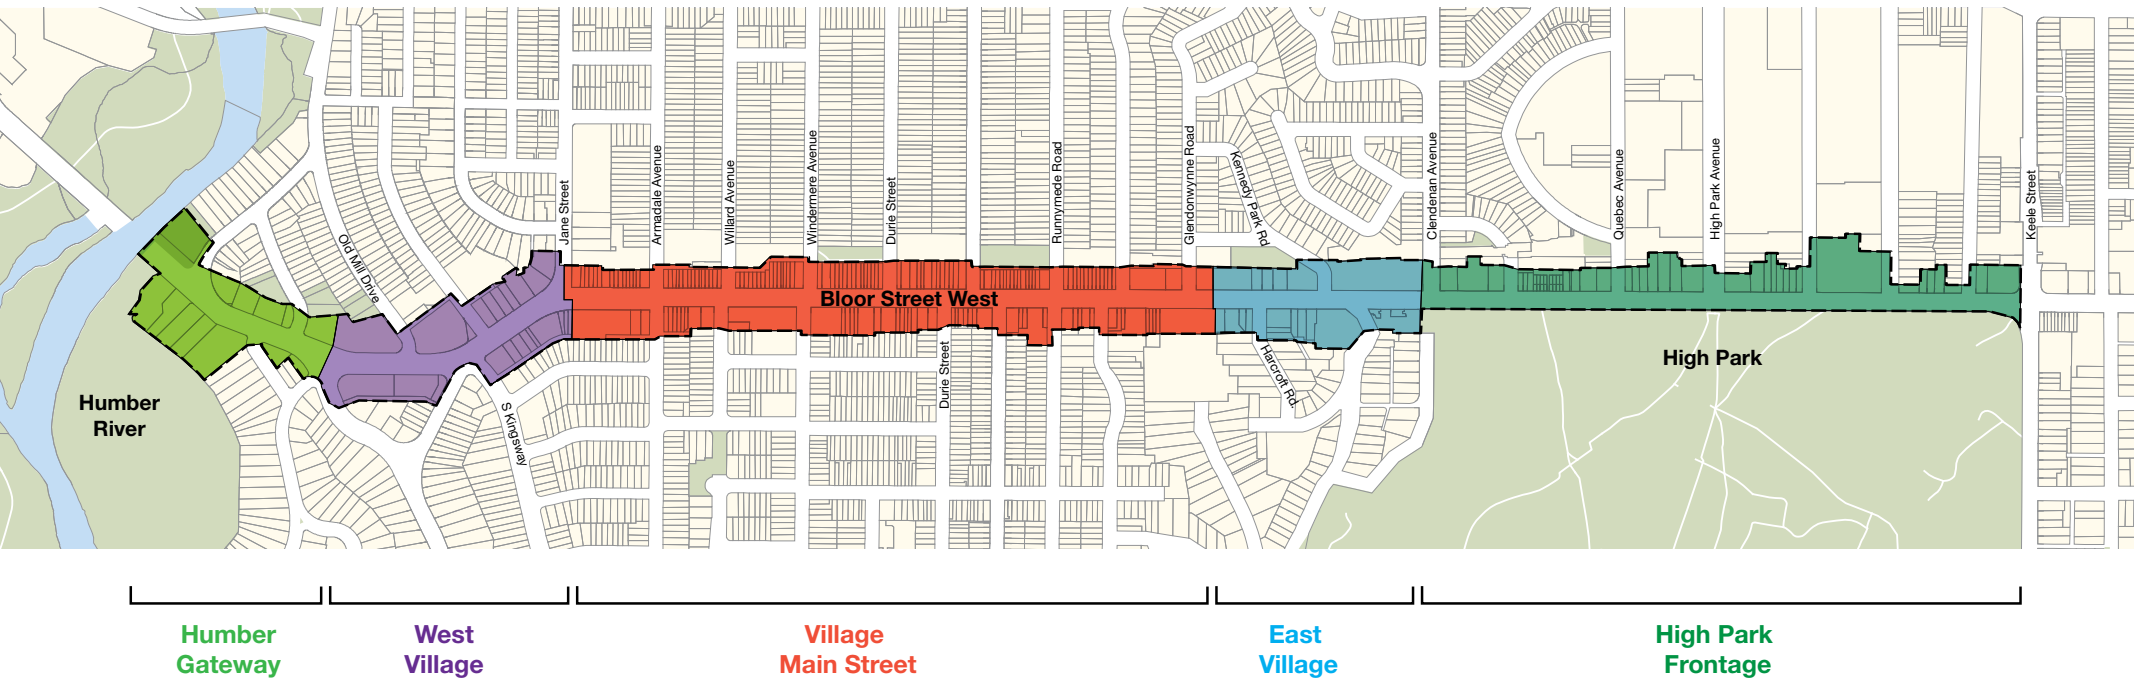 Old Mill Drive
Jane Street
Armadale Avenue
Willard Avenue
Windermere Avenue
Durie Street
Runnymede Road
Glendonwynne Road
Kennedy Park Rd
Clendenan Avenue
Quebec Avenue
High Park Avenue
Keele Street
Bloor Street West
S Kingsway
Durie Street
Harcroft Rd.
High Park
Humber
River
Humber
Gateway
West
Village
Village
Main Street
East
Village
High Park
Frontage